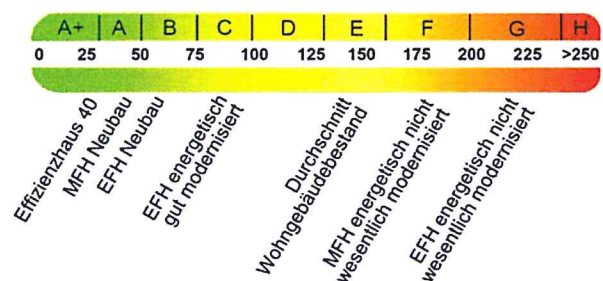 A+ A B C D E F G H
0 25 50 75 100 125 150 175 200 225 >250
Effizienzhaus 40
MFH Neubau
EFH Neubau
EFH energetisch
gut modernisiert
Durchschnitt
Wohngebäudebestand
MFH energetisch nicht
wesentlich modernisiert
EFH energetisch nicht
wesentlich modernisiert